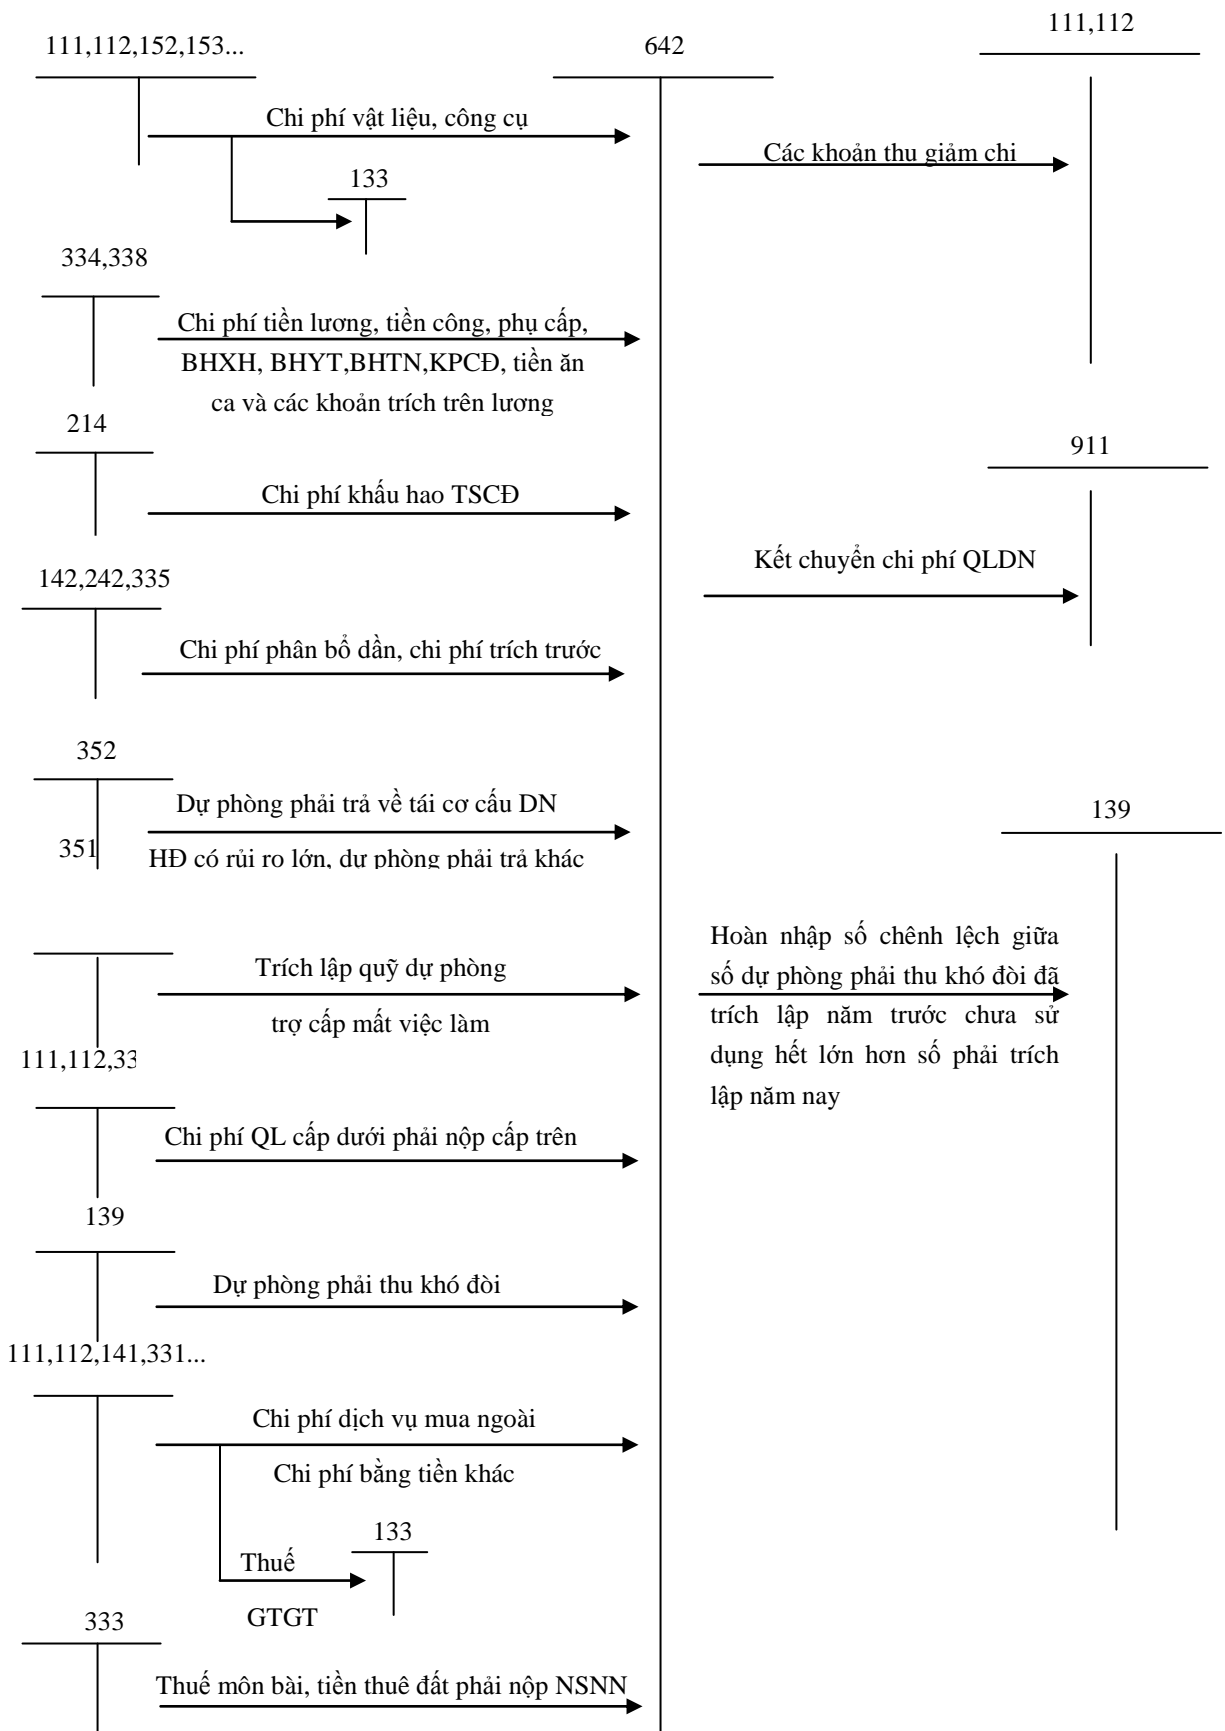 111,112
111,112,152,153...
642
Chi phí vật liệu, công cụ
Các khoản thu giảm chi
133
334,338
Chi phí tiền lương, tiền công, phụ cấp,
BHXH, BHYT,BHTN,KPCĐ, tiền ăn
ca và các khoản trích trên lương
214
911
Chi phí khấu hao TSCĐ
Kết chuyển chi phí QLDN
142,242,335
Chi phí phân bổ dần, chi phí trích trước
352
Dự phòng phải trả về tái cơ cấu DN
139
351
HĐ có rủi ro lớn, dự phòng phải trả khác
Hoàn nhập số chênh lệch giữa
số dự phòng phải thu khó đòi đã
trích lập năm trước chưa sử
dụng hết lớn hơn số phải trích
lập năm nay
Trích lập quỹ dự phòng
trợ cấp mất việc làm
111,112,33
Chi phí QL cấp dưới phải nộp cấp trên
139
Dự phòng phải thu khó đòi
111,112,141,331...
Chi phí dịch vụ mua ngoài
Chi phí bằng tiền khác
133
Thuế
GTGT
333
Thuế môn bài, tiền thuê đất phải nộp NSNN